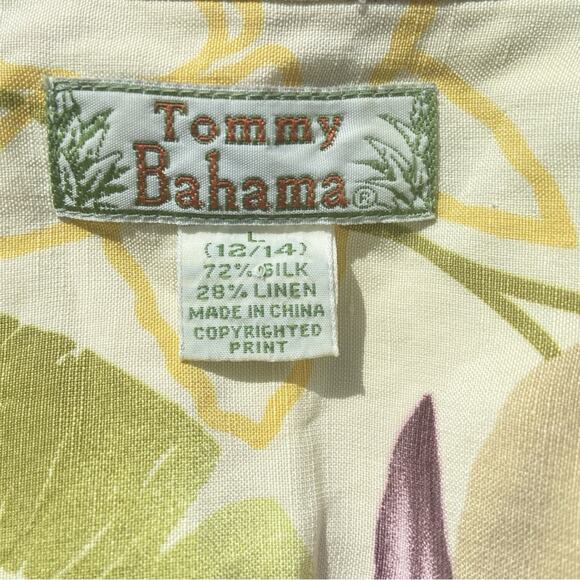 Tommy
Bahama®
L
(12/14)
72% SILK
28% LINEN
MADE IN CHINA
COPYRIGHTED
PRINT